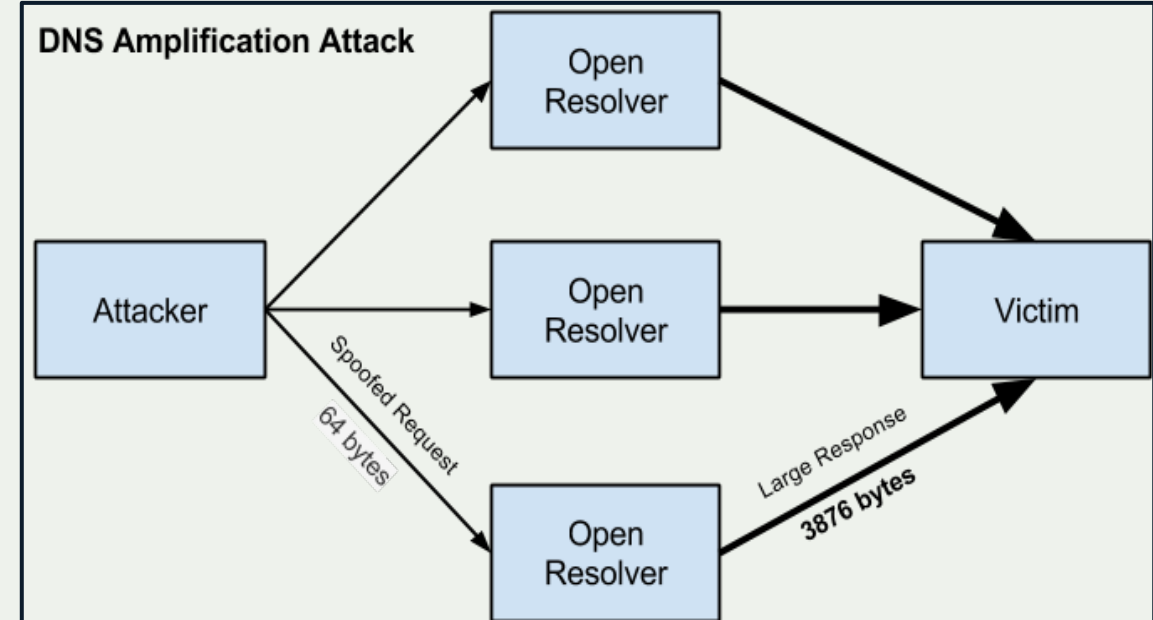 DNS Amplification Attack
Open
Resolver
Attacker
Open
Resolver
Victim
Spoofed Request
64 bytes
Large Response
3876 bytes
Open
Resolver